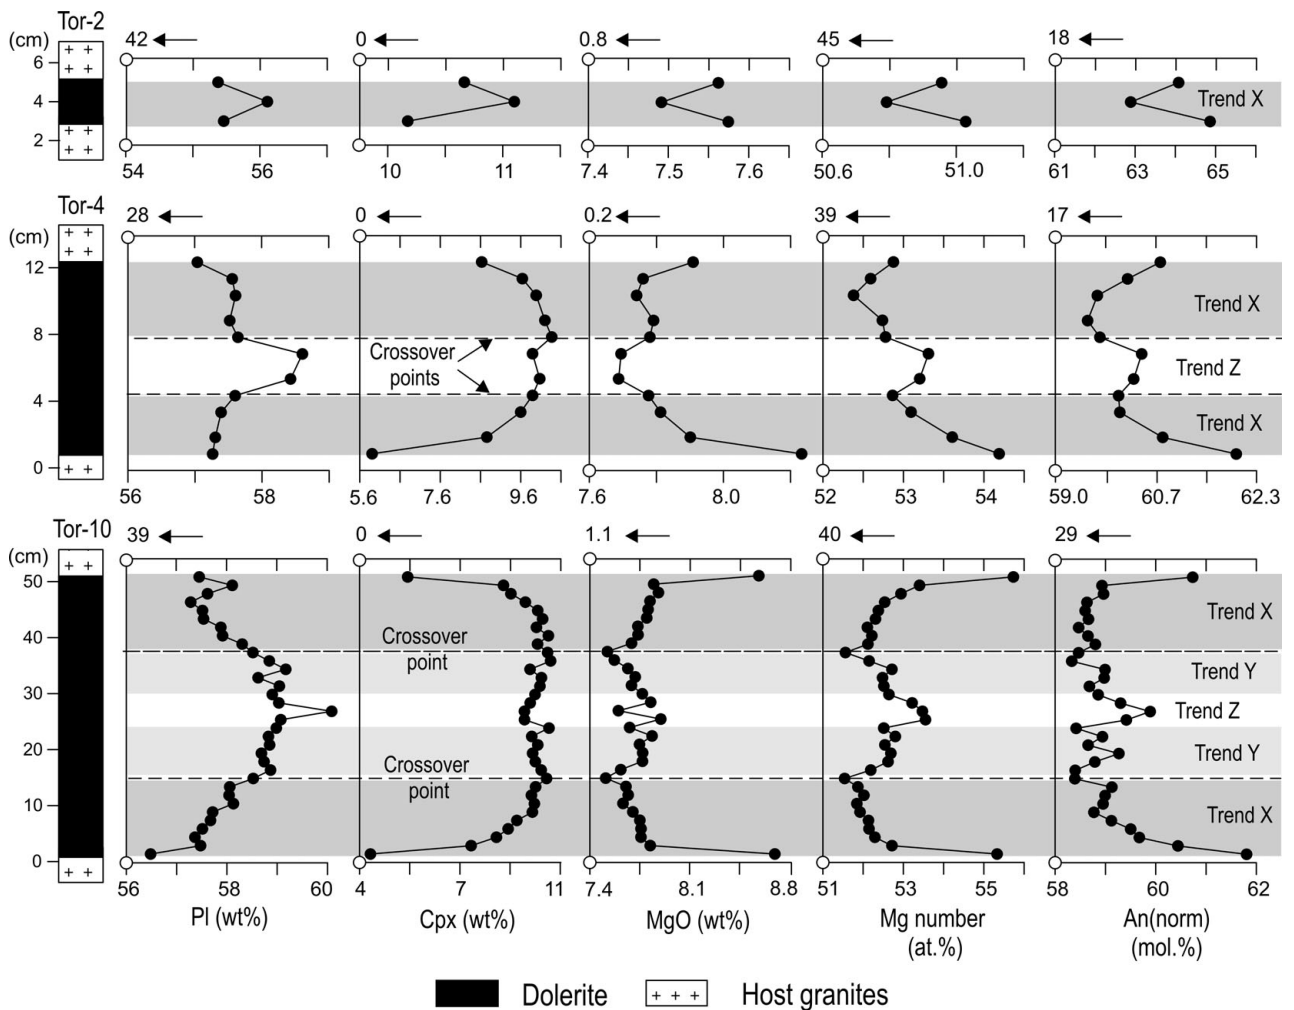 Tor-2
(cm)
42
0
0.8
45
18
6
4
2
Trend X
54 56
10 11
7.4 7.5 7.6
50.6 51.0
61 63 65
Tor-4
(cm)
28
0
0.2
39
17
12
8
4
0
Trend X
Crossover
points
Trend Z
Trend X
56 58
5.6 7.6 9.6
7.6 8.0
52 53 54
59.0 60.7 62.3
Tor-10
(cm)
39
0
1.1
40
29
50
40
30
20
10
0
Trend X
Crossover
point
Trend Y
Trend Z
Trend Y
Crossover
point
Trend X
56 58 60
4 7 11
7.4 8.1 8.8
51 53 55
58 60 62
Pl (wt%)
Cpx (wt%)
MgO (wt%)
Mg number
(at.%)
An(norm)
(mol.%)
Dolerite
Host granites